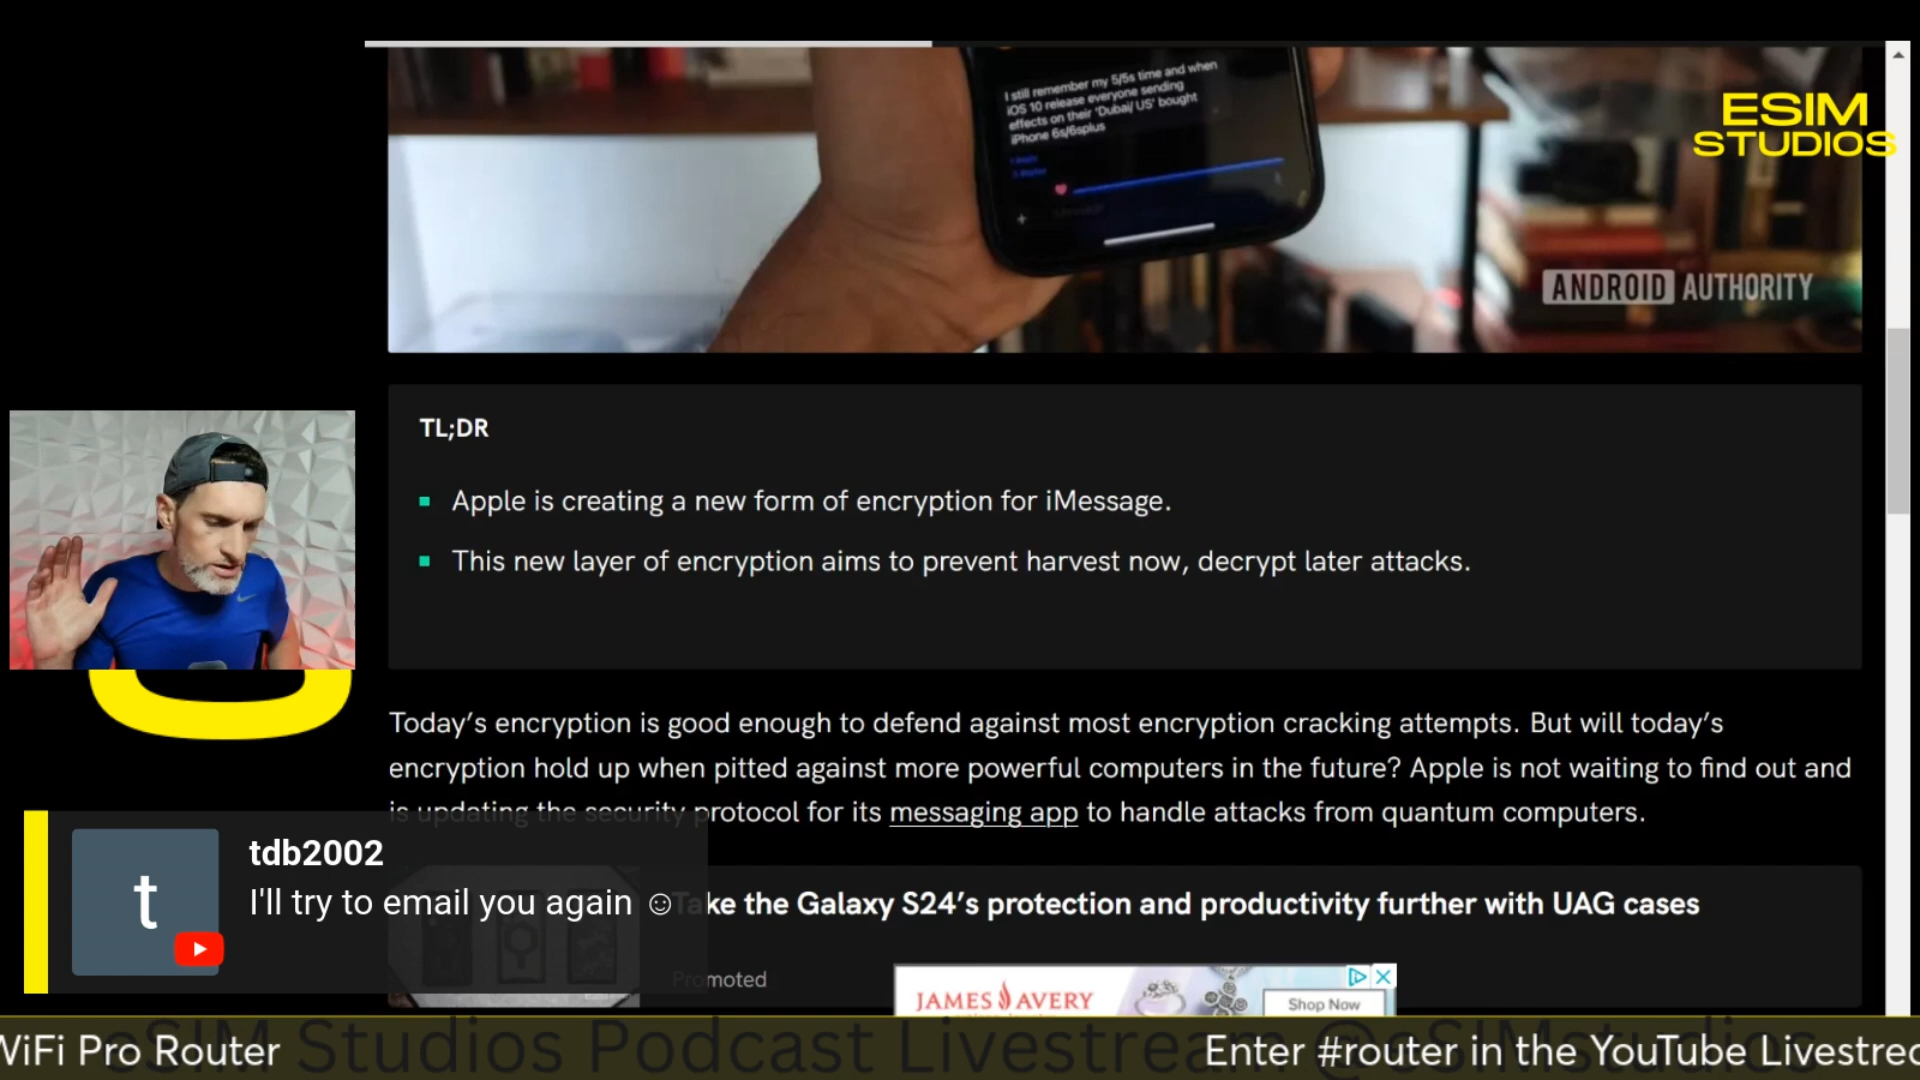 I still remember my 5/5s time and when
iOS 10 release everyone sending
effects on their 'Dubai/ US' bought
iPhone 6s/6splus
ESIM
STUDIOS
ANDROID AUTHORITY
TL;DR
Apple is creating a new form of encryption for iMessage.
This new layer of encryption aims to prevent harvest now, decrypt later attacks.
Today's encryption is good enough to defend against most encryption cracking attempts. But will today's
encryption hold up when pitted against more powerful computers in the future? Apple is not waiting to find out and
is updating the security protocol for its messaging app to handle attacks from quantum computers.
tdb2002
t
I'll try to email you again ☺
Take the Galaxy S24's protection and productivity further with UAG cases
Promoted
JAMES AVERY
Shop Now
eSIM Studios Podcast Livestream @eSIMstudios
WiFi Pro Router
Enter #router in the YouTube Livestrea